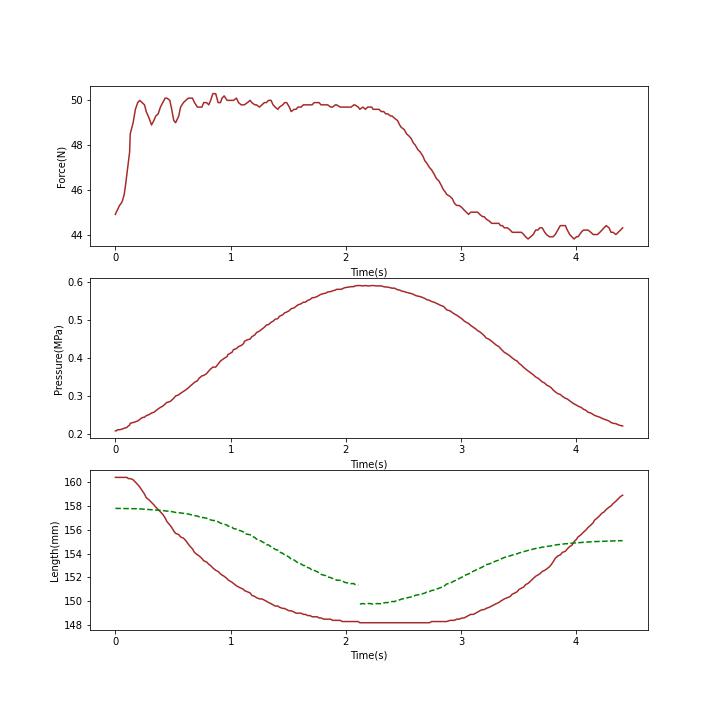 Force(N)
50
48
46
44
0 1 2 3 4
Time(s)
Pressure(MPa)
0.6
0.5
0.4
0.3
0.2
0 1 2 3 4
Time(s)
Length(mm)
160
158
156
154
152
150
148
0 1 2 3 4
Time(s)